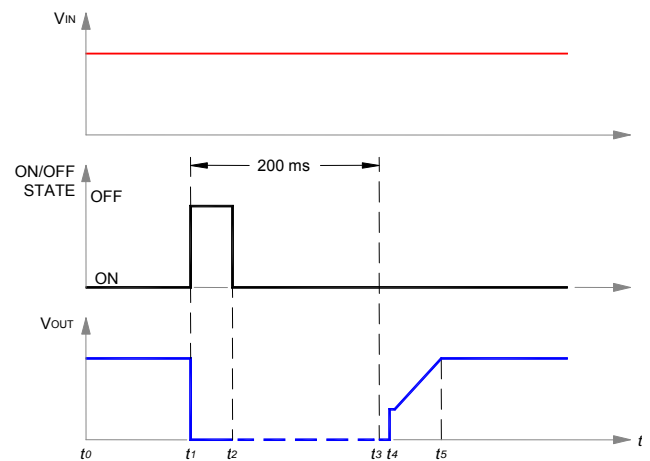 VIN
200 ms
ON/OFF
STATE
OFF
ON
VOUT
t0 t1 t2 t3 t4 t5 t